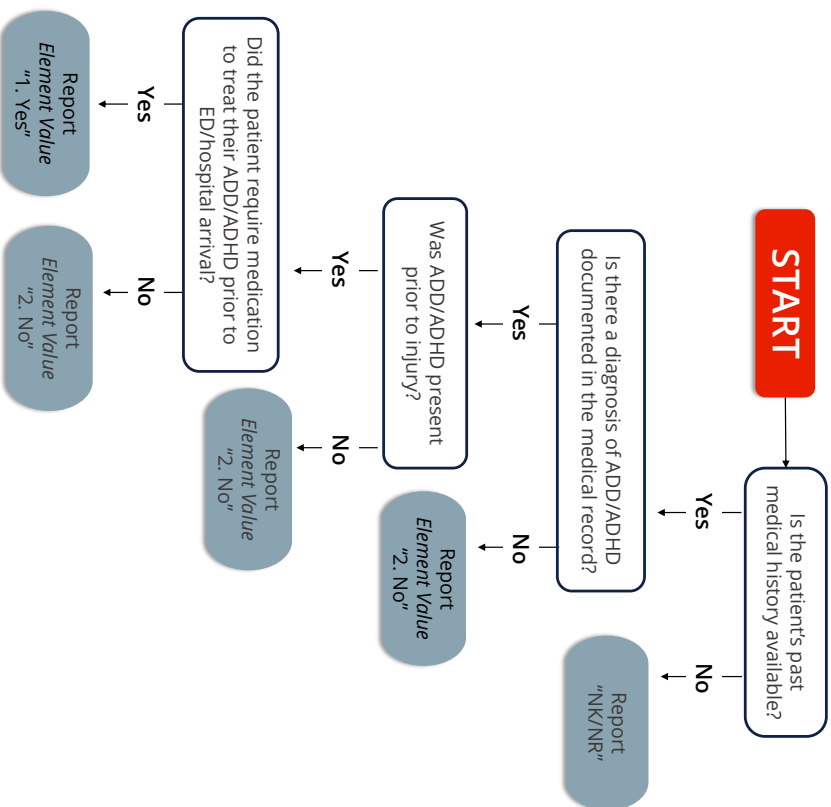 START
Is the patient's past
medical history available?
Yes
No
Report
"NK/NR"
Is there a diagnosis of ADD/ADHD
documented in the medical record?
Yes
No
Report
Element Value
"2. No"
Was ADD/ADHD present
prior to injury?
Yes
No
Report
Element Value
"2. No"
Did the patient require medication
to treat their ADD/ADHD prior to
ED/hospital arrival?
Yes
No
Report
Element Value
"1. Yes"
Report
Element Value
"2. No"